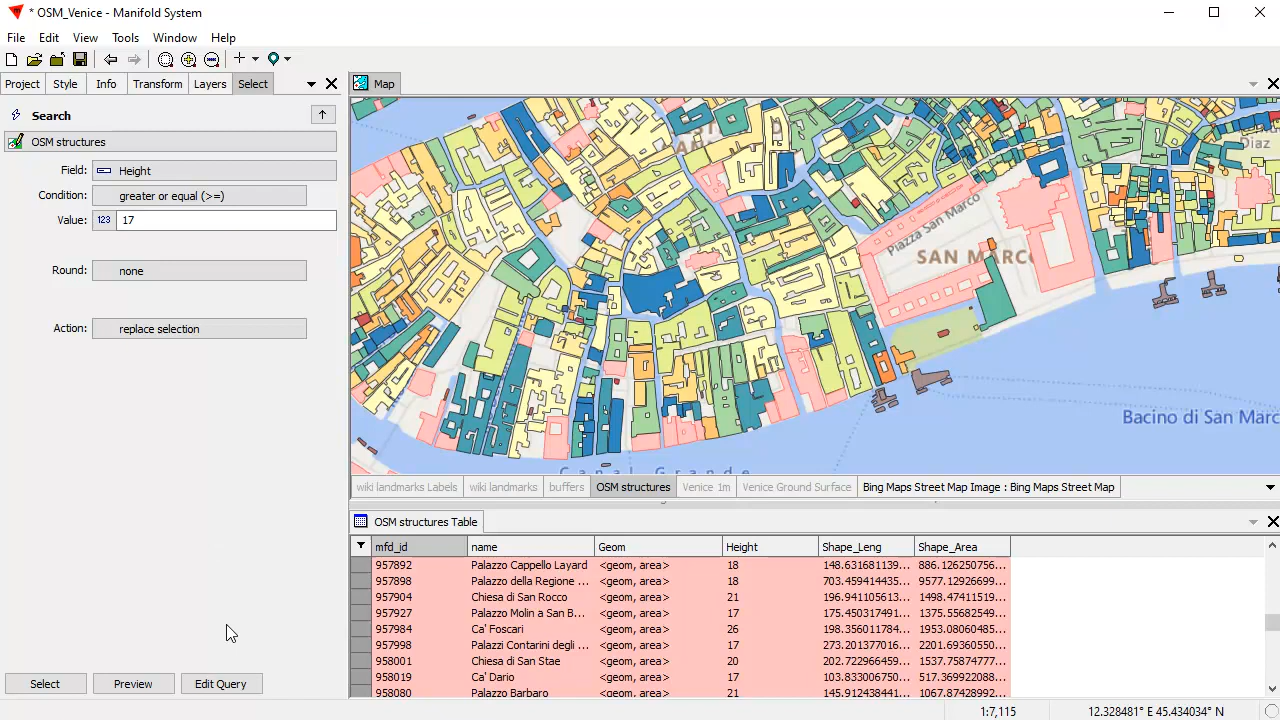 * OSM_Venice - Manifold System
File Edit View Tools Window Help
Project Style Info Transform Layers Select
Map
Search
OSM structures
Field: Height
Condition: greater or equal (>=)
Value: 123 17
Round: none
Action: replace selection
Diaz
Piazza San Marco
SAN MARCO
Bacino di San Marc
Canal Grande
wiki landmarks Labels wiki landmarks buffers OSM structures Venice 1m Venice Ground Surface Bing Maps Street Map Image : Bing Maps Street Map
OSM structures Table
mfd_id name Geom Height Shape_Leng Shape_Area
957892 Palazzo Cappello Layard <geom, area> 18 148.631681139... 886.126250756...
957898 Palazzo della Regione ... <geom, area> 18 703.459414435... 9577.12926699...
957904 Chiesa di San Rocco <geom, area> 21 196.941105613... 1498.47411519...
957927 Palazzo Molin a San B... <geom, area> 17 175.450317491... 1375.55682549...
957984 Ca' Foscari <geom, area> 26 198.356011784... 1953.08060485...
957998 Palazzi Contarini degli ... <geom, area> 17 273.201377016... 2201.69360550...
958001 Chiesa di San Stae <geom, area> 20 202.722966459... 1537.75874777...
958019 Ca' Dario <geom, area> 17 103.833006750... 517.369922088...
958080 Palazzo Barbaro <geom, area> 21 145.912438441... 1067.87428992...
Select Preview Edit Query
1:7,115 12.328481° E 45.434034° N